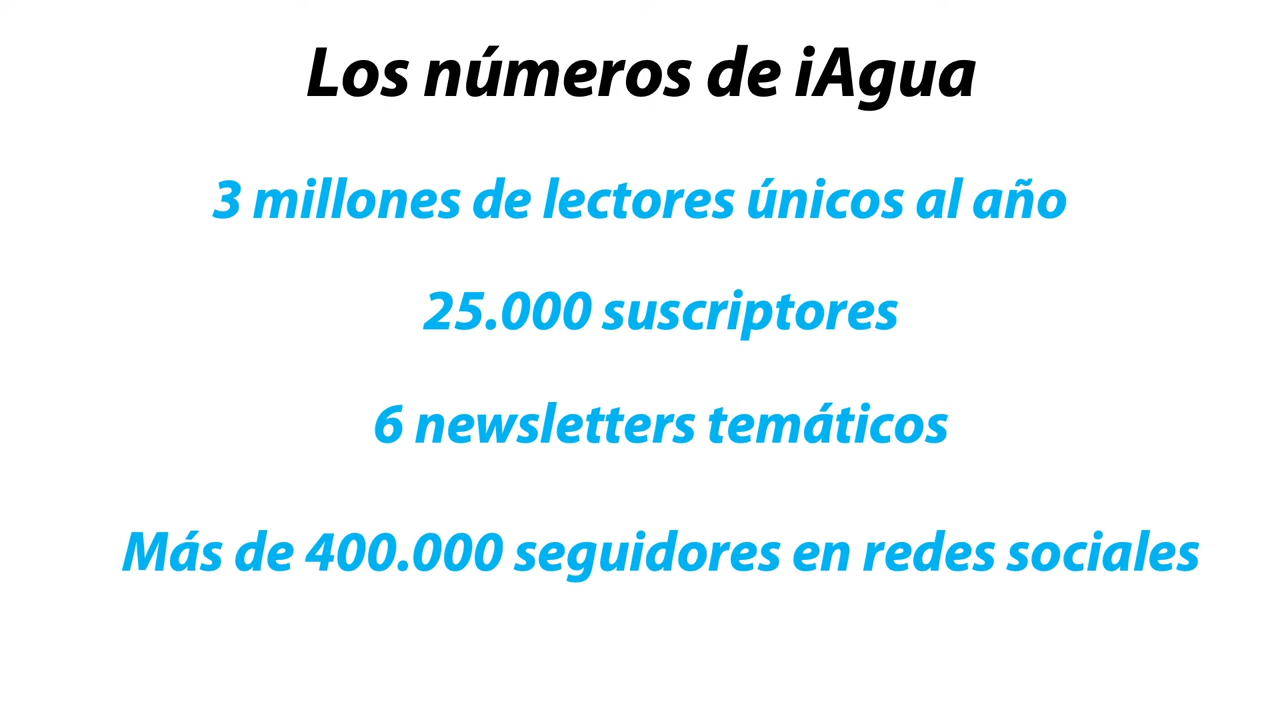 Los números de iAgua
3 millones de lectores únicos al año
25.000 suscriptores
6 newsletters temáticos
Más de 400.000 seguidores en redes sociales